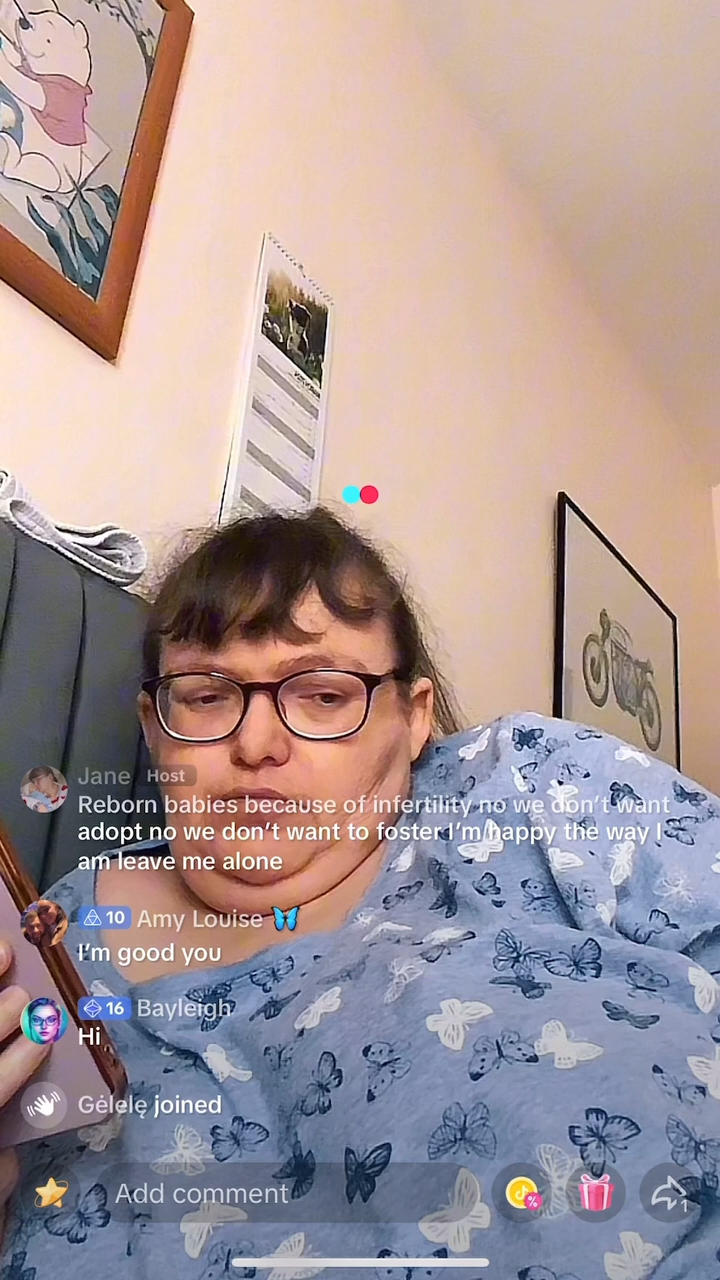 Jane Host
Reborn babies because of infertility no we don't want
adopt no we don't want to foster I'm happy the way I
am leave me alone
10 Amy Louise 🦋
I'm good you
16 Bayleigh
Hi
Gėlelę joined
Add comment
1